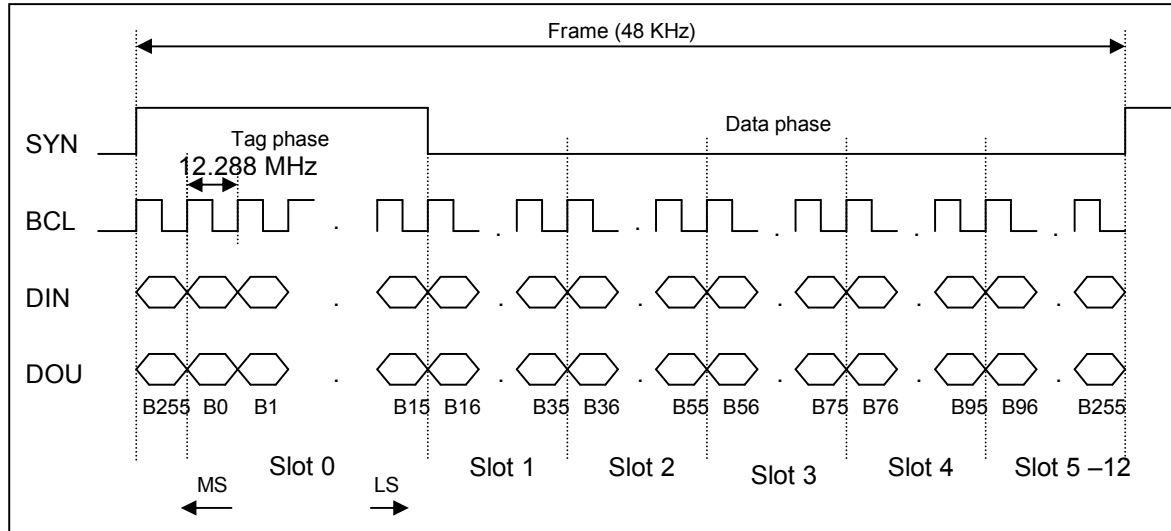 Frame (48 KHz)
SYN
Tag phase
Data phase
12.288 MHz
BCL
DIN
DOU
B255 B0 B1 B15 B16 B35 B36 B55 B56 B75 B76 B95 B96 B255
Slot 0 Slot 1 Slot 2 Slot 3 Slot 4 Slot 5 –12
MS LS